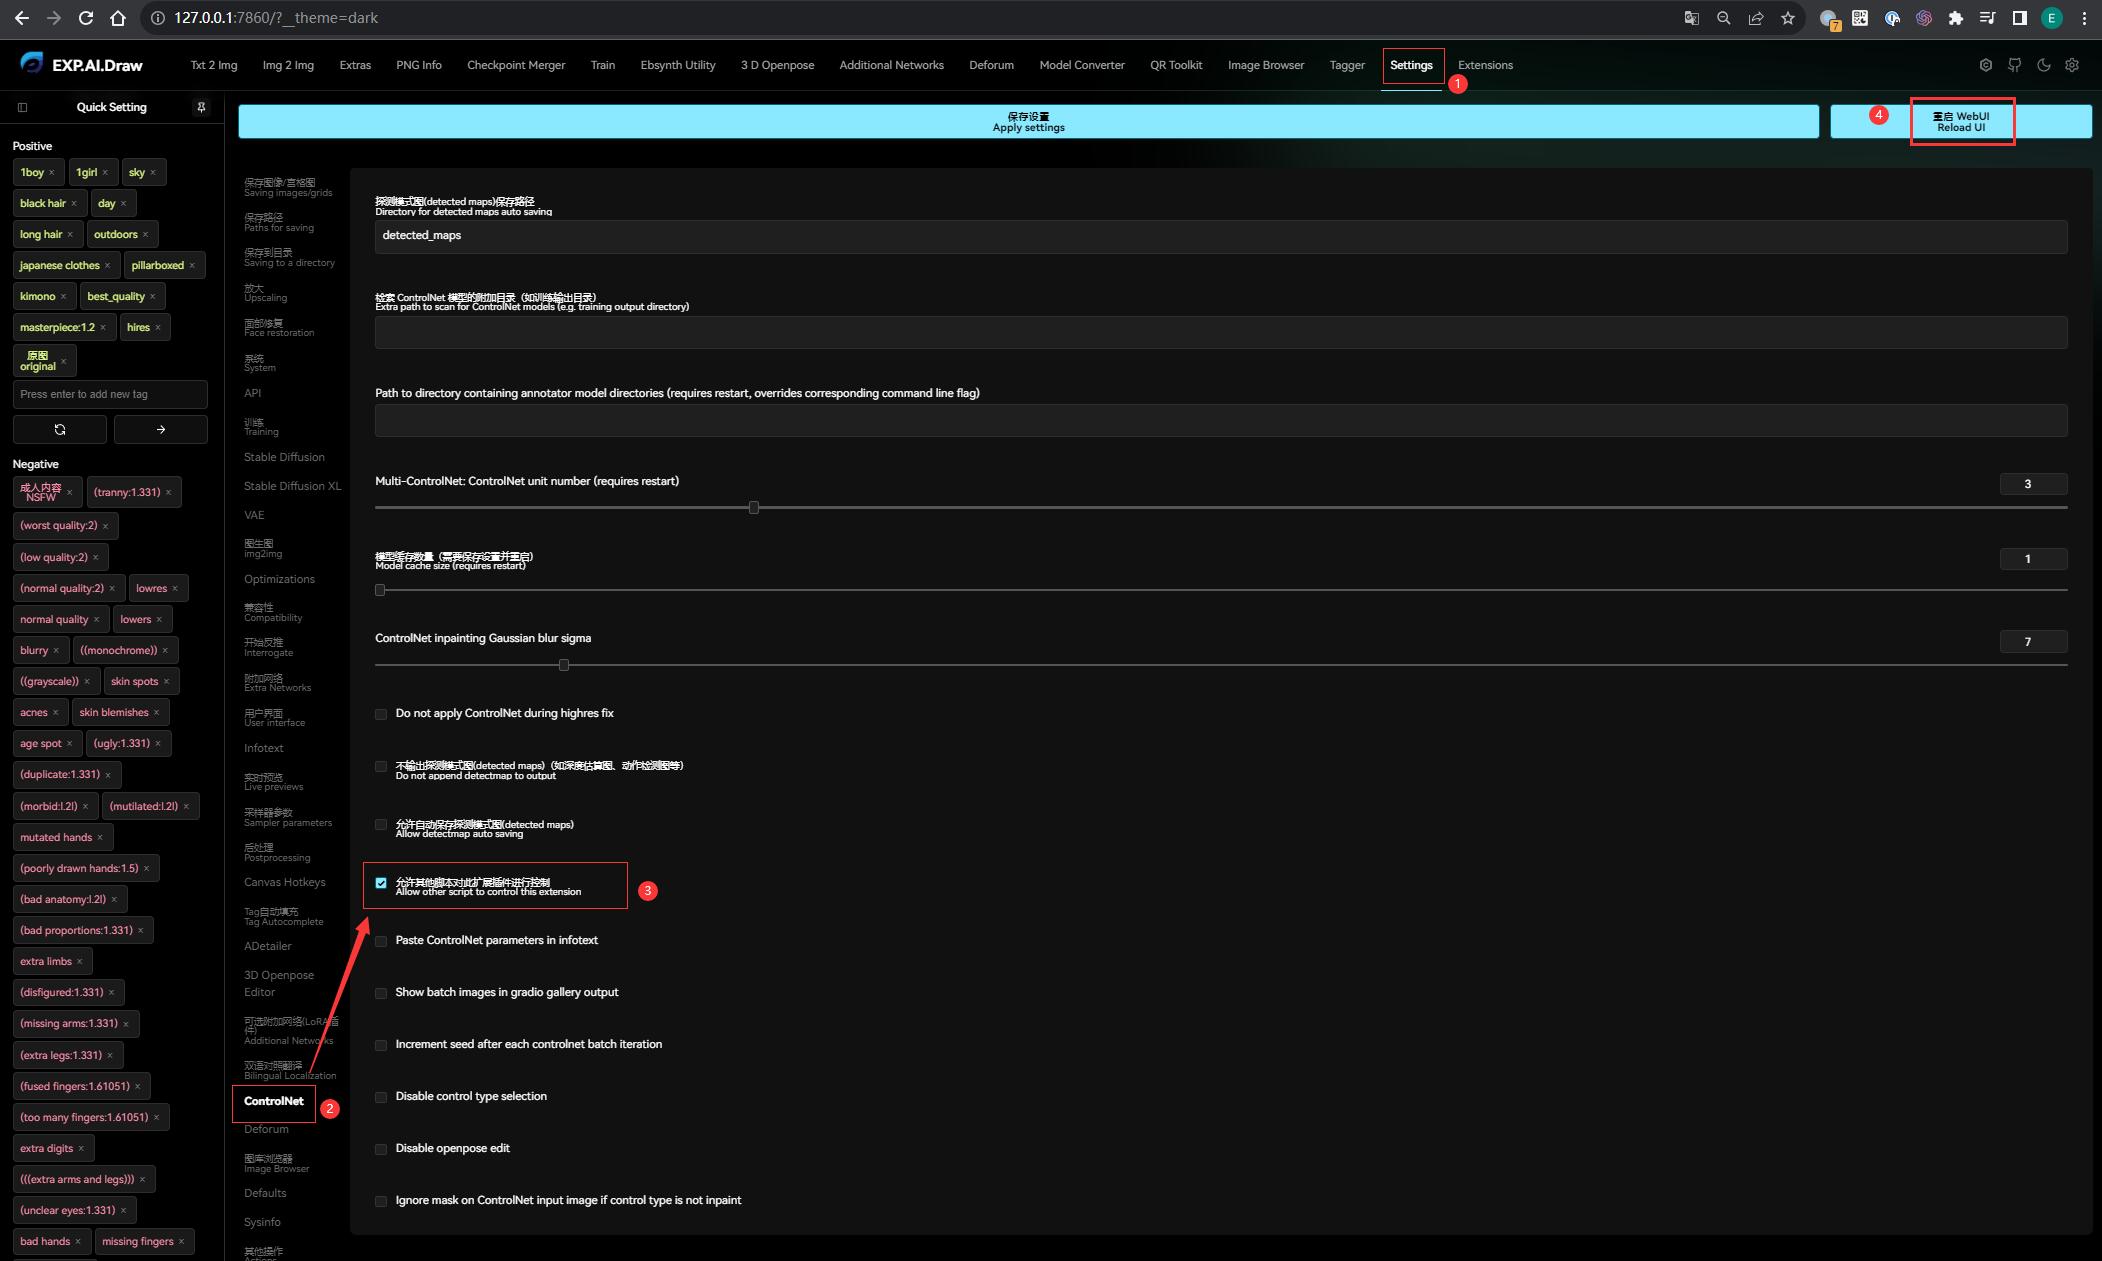 127.0.0.1:7860/?__theme=dark
7
E
EXP.AI.Draw
Txt 2 Img
Img 2 Img
Extras
PNG Info
Checkpoint Merger
Train
Ebsynth Utility
3 D Openpose
Additional Networks
Deforum
Model Converter
QR Toolkit
Image Browser
Tagger
Settings
Extensions
1
Quick Setting
保存设置
Apply settings
4
重启 WebUI
Reload UI
Positive
1boy ×
1girl ×
sky ×
black hair ×
day ×
long hair ×
outdoors ×
japanese clothes ×
pillarboxed ×
kimono ×
best_quality ×
masterpiece:1.2 ×
hires ×
原图
original ×
Press enter to add new tag
Negative
成人内容
NSFW ×
(tranny:1.331) ×
(worst quality:2) ×
(low quality:2) ×
(normal quality:2) ×
lowres ×
normal quality ×
lowers ×
blurry ×
((monochrome)) ×
((grayscale)) ×
skin spots ×
acnes ×
skin blemishes ×
age spot ×
(ugly:1.331) ×
(duplicate:1.331) ×
(morbid:l.2l) ×
(mutilated:l.2l) ×
mutated hands ×
(poorly drawn hands:1.5) ×
(bad anatomy:l.2l) ×
(bad proportions:1.331) ×
extra limbs ×
(disfigured:1.331) ×
(missing arms:1.331) ×
(extra legs:1.331) ×
(fused fingers:1.61051) ×
(too many fingers:1.61051) ×
extra digits ×
(((extra arms and legs))) ×
(unclear eyes:1.331) ×
bad hands ×
missing fingers ×
保存图像/宫格图
Saving images/grids
保存路径
Paths for saving
保存到目录
Saving to a directory
放大
Upscaling
面部修复
Face restoration
系统
System
API
训练
Training
Stable Diffusion
Stable Diffusion XL
VAE
图生图
img2img
Optimizations
兼容性
Compatibility
开始反推
Interrogate
附加网络
Extra Networks
用户界面
User interface
Infotext
实时预览
Live previews
采样器参数
Sampler parameters
后处理
Postprocessing
Canvas Hotkeys
Tag自动填充
Tag Autocomplete
ADetailer
3D Openpose
Editor
可选附加网络(LoRA插
件)
Additional Networks
双语对照翻译
Bilingual Localization
ControlNet
2
Deforum
图库浏览器
Image Browser
Defaults
Sysinfo
其他操作
Actions
探测模式图(detected maps)保存路径
Directory for detected maps auto saving
detected_maps
检索 ControlNet 模型的附加目录（如训练输出目录）
Extra path to scan for ControlNet models (e.g. training output directory)
Path to directory containing annotator model directories (requires restart, overrides corresponding command line flag)
Multi-ControlNet: ControlNet unit number (requires restart)
3
模型缓存数量（需要保存设置并重启）
Model cache size (requires restart)
1
ControlNet inpainting Gaussian blur sigma
7
Do not apply ControlNet during highres fix
不输出探测模式图(detected maps)（如深度估算图、动作检测图等）
Do not append detectmap to output
允许自动保存探测模式图(detected maps)
Allow detectmap auto saving
允许其他脚本对此扩展插件进行控制
Allow other script to control this extension
3
Paste ControlNet parameters in infotext
Show batch images in gradio gallery output
Increment seed after each controlnet batch iteration
Disable control type selection
Disable openpose edit
Ignore mask on ControlNet input image if control type is not inpaint